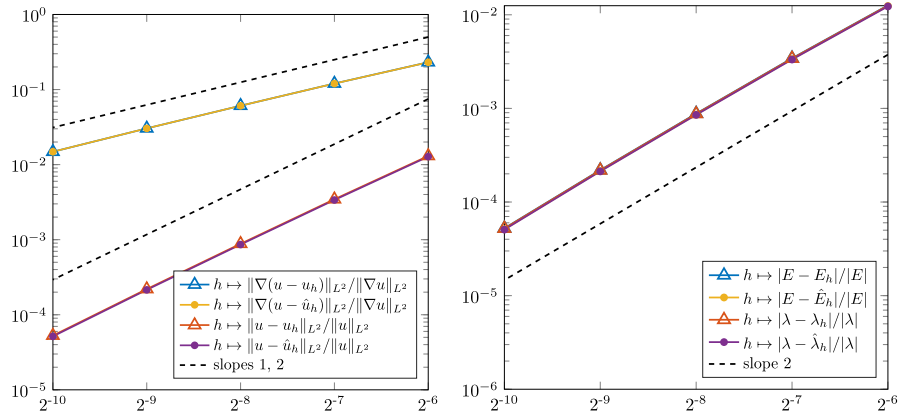 10^0
10^-1
10^-2
10^-3
10^-4
10^-5
2^-10 2^-9 2^-8 2^-7 2^-6
h ↦ ‖∇(u − u_h)‖_{L^2}/‖∇u‖_{L^2}
h ↦ ‖∇(u − û_h)‖_{L^2}/‖∇u‖_{L^2}
h ↦ ‖u − u_h‖_{L^2}/‖u‖_{L^2}
h ↦ ‖u − û_h‖_{L^2}/‖u‖_{L^2}
slopes 1, 2
10^-2
10^-3
10^-4
10^-5
10^-6
2^-10 2^-9 2^-8 2^-7 2^-6
h ↦ |E − E_h|/|E|
h ↦ |E − Ê_h|/|E|
h ↦ |λ − λ_h|/|λ|
h ↦ |λ − λ̂_h|/|λ|
slope 2